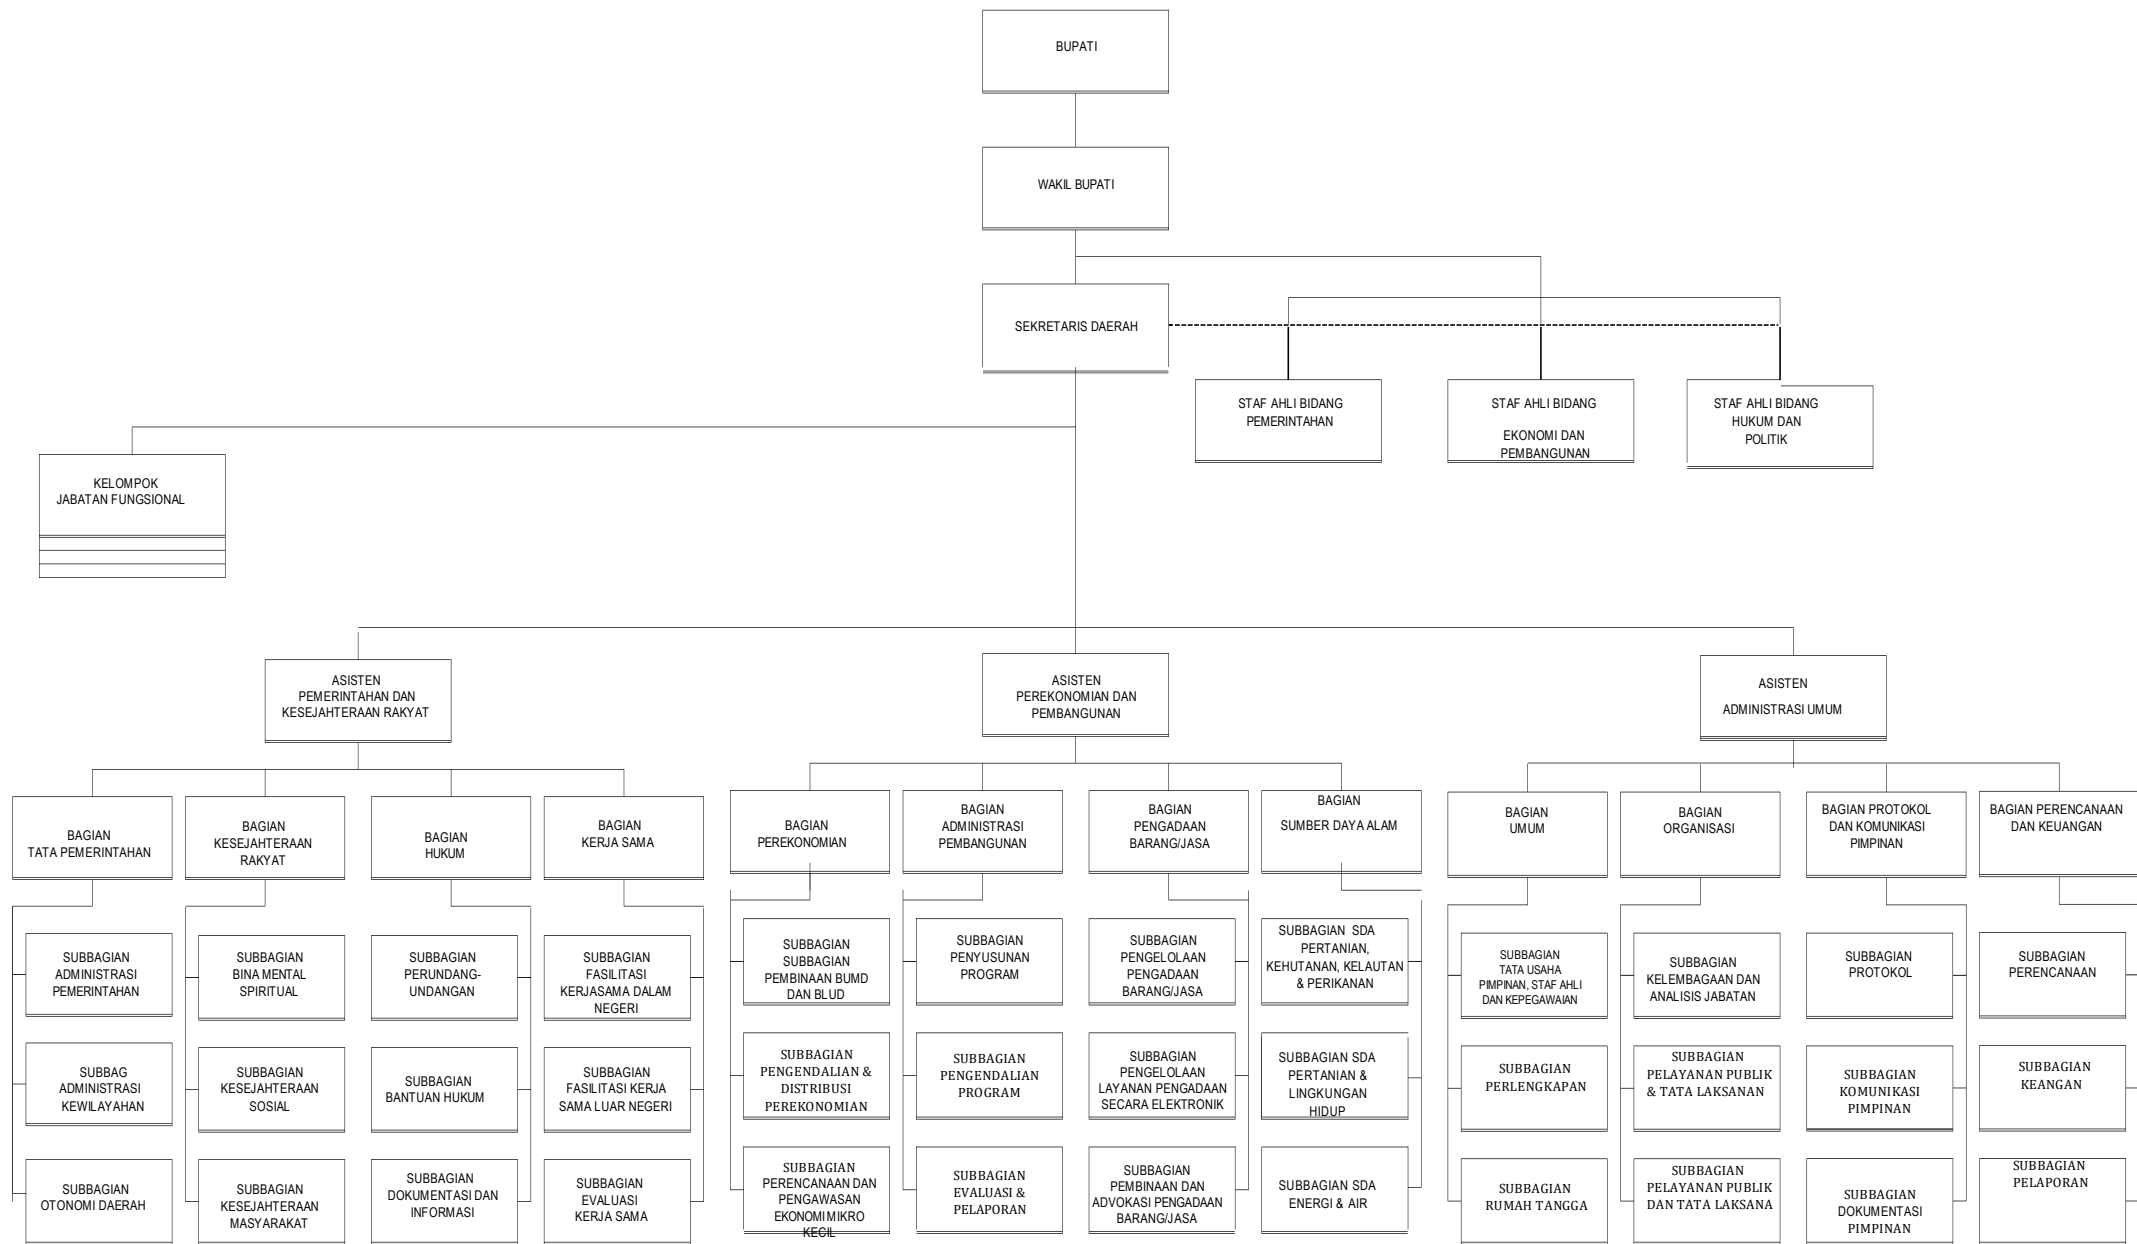 BUPATI
WAKIL BUPATI
SEKRETARIS DAERAH
STAF AHLI BIDANG
PEMERINTAHAN
STAF AHLI BIDANG
EKONOMI DAN
PEMBANGUNAN
STAF AHLI BIDANG
HUKUM DAN
POLITIK
KELOMPOK
JABATAN FUNGSIONAL
ASISTEN
PEMERINTAHAN DAN
KESEJAHTERAAN RAKYAT
ASISTEN
PEREKONOMIAN DAN
PEMBANGUNAN
ASISTEN
ADMINISTRASI UMUM
BAGIAN
TATA PEMERINTAHAN
BAGIAN
KESEJAHTERAAN
RAKYAT
BAGIAN
HUKUM
BAGIAN
KERJA SAMA
BAGIAN
PEREKONOMIAN
BAGIAN
ADMINISTRASI
PEMBANGUNAN
BAGIAN
PENGADAAN
BARANG/JASA
BAGIAN
SUMBER DAYA ALAM
BAGIAN
UMUM
BAGIAN
ORGANISASI
BAGIAN PROTOKOL
DAN KOMUNIKASI
PIMPINAN
BAGIAN PERENCANAAN
DAN KEUANGAN
SUBBAGIAN
ADMINISTRASI
PEMERINTAHAN
SUBBAGIAN
BINA MENTAL
SPIRITUAL
SUBBAGIAN
PERUNDANG-
UNDANGAN
SUBBAGIAN
FASILITASI
KERJASAMA DALAM
NEGERI
SUBBAGIAN
SUBBAGIAN
PEMBINAAN BUMD
DAN BLUD
SUBBAGIAN
PENYUSUNAN
PROGRAM
SUBBAGIAN
PENGELOLAAN
PENGADAAN
BARANG/JASA
SUBBAGIAN SDA
PERTANIAN,
KEHUTANAN, KELAUTAN
& PERIKANAN
SUBBAGIAN
TATA USAHA
PIMPINAN, STAF AHLI
DAN KEPEGAWAIAN
SUBBAGIAN
KELEMBAGAAN DAN
ANALISIS JABATAN
SUBBAGIAN
PROTOKOL
SUBBAGIAN
PERENCANAAN
SUBBAG
ADMINISTRASI
KEWILAYAHAN
SUBBAGIAN
KESEJAHTERAAN
SOSIAL
SUBBAGIAN
BANTUAN HUKUM
SUBBAGIAN
FASILITASI KERJA
SAMA LUAR NEGERI
SUBBAGIAN
PENGENDALIAN &
DISTRIBUSI
PEREKONOMIAN
SUBBAGIAN
PENGENDALIAN
PROGRAM
SUBBAGIAN
PENGELOLAAN
LAYANAN PENGADAAN
SECARA ELEKTRONIK
SUBBAGIAN SDA
PERTANIAN &
LINGKUNGAN
HIDUP
SUBBAGIAN
PERLENGKAPAN
SUBBAGIAN
PELAYANAN PUBLIK
& TATA LAKSANAN
SUBBAGIAN
KOMUNIKASI
PIMPINAN
SUBBAGIAN
KEANGAN
SUBBAGIAN
OTONOMI DAERAH
SUBBAGIAN
KESEJAHTERAAN
MASYARAKAT
SUBBAGIAN
DOKUMENTASI DAN
INFORMASI
SUBBAGIAN
EVALUASI
KERJA SAMA
SUBBAGIAN
PERENCANAAN DAN
PENGAWASAN
EKONOMI MIKRO
KECIL
SUBBAGIAN
EVALUASI &
PELAPORAN
SUBBAGIAN
PEMBINAAN DAN
ADVOKASI PENGADAAN
BARANG/JASA
SUBBAGIAN SDA
ENERGI & AIR
SUBBAGIAN
RUMAH TANGGA
SUBBAGIAN
PELAYANAN PUBLIK
DAN TATA LAKSANA
SUBBAGIAN
DOKUMENTASI
PIMPINAN
SUBBAGIAN
PELAPORAN